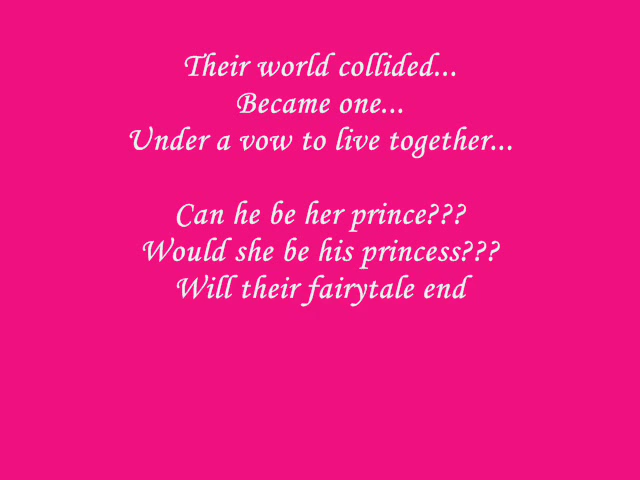 Their world collided...
Became one...
Under a vow to live together...
Can he be her prince???
Would she be his princess???
Will their fairytale end